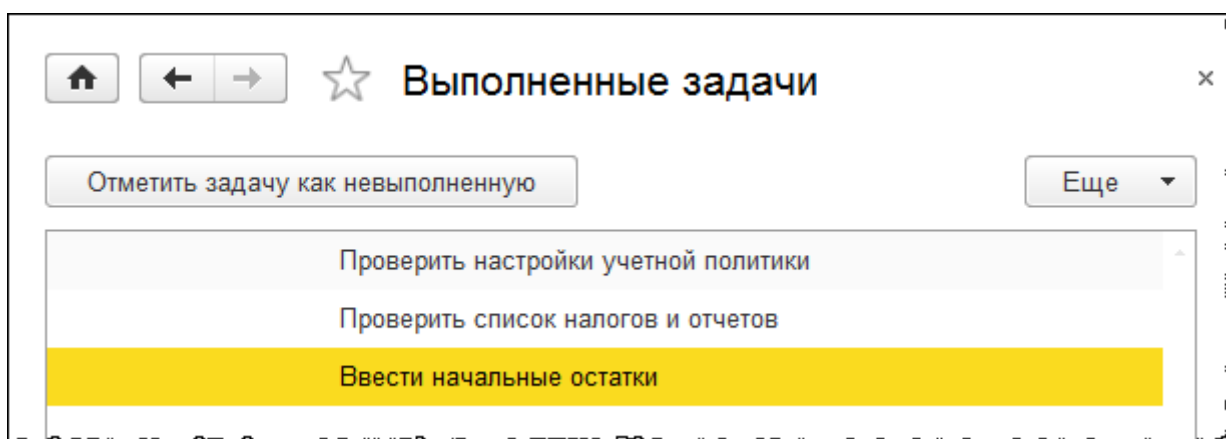 Выполненные задачи
Отметить задачу как невыполненную
Еще
Проверить настройки учетной политики
Проверить список налогов и отчетов
Ввести начальные остатки